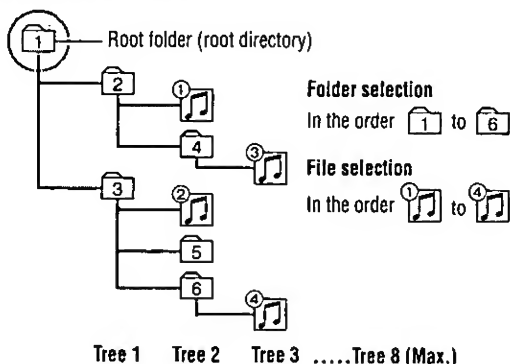 1 Root folder (root directory)
2 ①
4 ③
3 ②
5
6 ④
Folder selection
In the order 1 to 6
File selection
In the order ① to ④
Tree 1 Tree 2 Tree 3 .....Tree 8 (Max.)